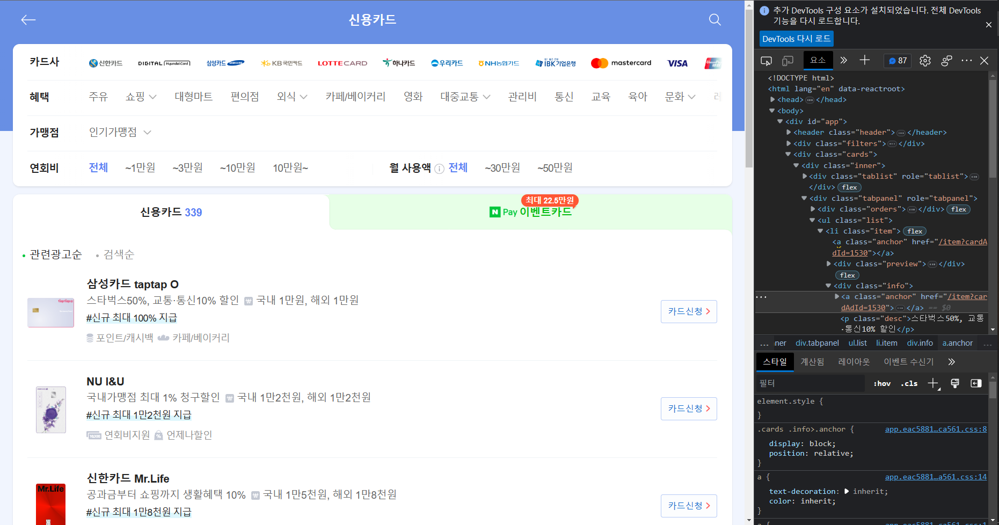 신용카드
카드사 신한카드 DIGITAL HyundaiCard 삼성카드 SAMSUNG KB국민카드 LOTTECARD 하나카드 우리카드 NH농협카드 IBK기업은행 mastercard VISA UnionPay
혜택 주유 쇼핑 대형마트 편의점 외식 카페/베이커리 영화 대중교통 관리비 통신 교육 육아 문화
가맹점 인기가맹점
연회비 전체 ~1만원 ~3만원 ~10만원 10만원~ 월 사용액 전체 ~30만원 ~50만원
최대 22.5만원
신용카드 339 N Pay 이벤트카드
관련광고순 검색순
삼성카드 taptap O
taptap O
스타벅스50%, 교통·통신10% 할인 ₩ 국내 1만원, 해외 1만원
#신규 최대 100% 지급
카드신청
포인트/캐시백 카페/베이커리
NU I&U
국내가맹점 최대 1% 청구할인 ₩ 국내 1만2천원, 해외 1만2천원
#신규 최대 1만2천원 지급
카드신청
연회비지원 언제나할인
신한카드 Mr.Life
Mr.Life
공과금부터 쇼핑까지 생활혜택 10% ₩ 국내 1만5천원, 해외 1만8천원
#신규 최대 1만8천원 지급
카드신청
추가 DevTools 구성 요소가 설치되었습니다. 전체 DevTools
기능을 다시 로드합니다.
DevTools 다시 로드
요소 87
<!DOCTYPE html>
<html lang="en" data-reactroot>
<head>…</head>
<body>
<div id="app">
<header class="header">…</header>
<div class="filters">…</div>
<div class="cards">
<div class="inner">
<div class="tablist" role="tablist">…
</div> flex
<div class="tabpanel" role="tabpanel">
<div class="orders">…</div> flex
<ul class="list">
<li class="item"> flex
<a class="anchor" href="/item?cardA
dId=1530"></a>
<div class="preview">…</div>
flex
<div class="info">
<a class="anchor" href="/item?car
dAdId=1530">…</a> == $0
<p class="desc">스타벅스50%, 교통
·통신10% 할인</p>
… nner div.tabpanel ul.list li.item div.info a.anchor …
스타일 계산됨 레이아웃 이벤트 수신기
필터 :hov .cls
element.style {
}
.cards .info>.anchor { app.eac5881…ca561.css:8
display: block;
position: relative;
}
a { app.eac5881…a561.css:14
text-decoration: inherit;
color: inherit;
}